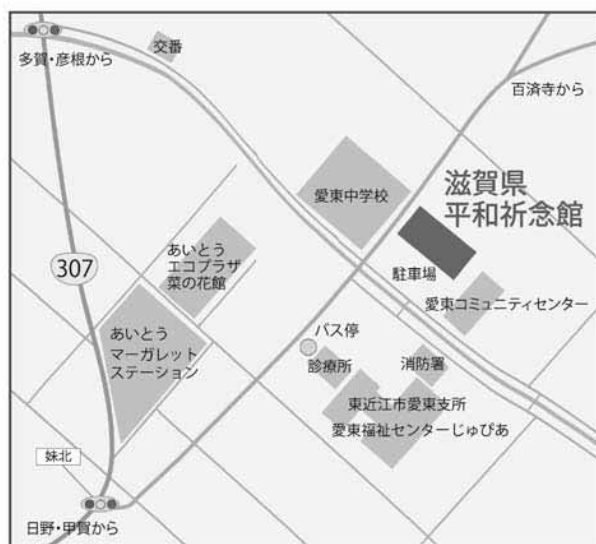 交番
多賀・彦根から
百済寺から
愛東中学校
滋賀県
平和祈念館
駐車場
愛東コミュニティセンター
あいとう
エコプラザ
菜の花館
307
あいとう
マーガレット
ステーション
バス停
診療所
消防署
東近江市愛東支所
愛東福祉センターじゅぴあ
妹北
日野・甲賀から